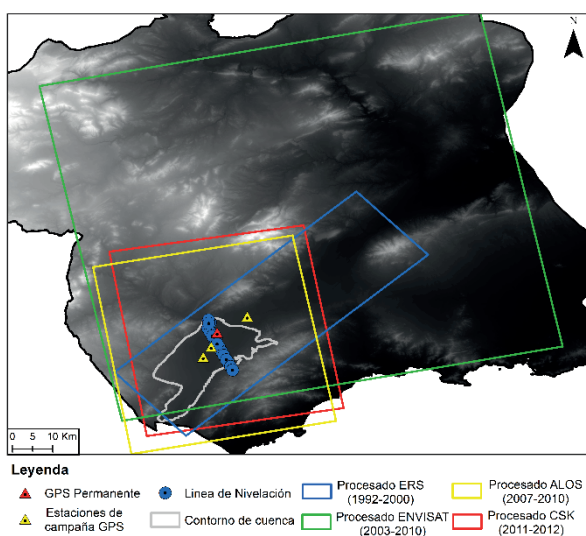 N
0 5 10 Km
Leyenda
GPS Permanente
Linea de Nivelación
Procesado ERS
(1992-2000)
Procesado ALOS
(2007-2010)
Estaciones de
campaña GPS
Contorno de cuenca
Procesado ENVISAT
(2003-2010)
Procesado CSK
(2011-2012)